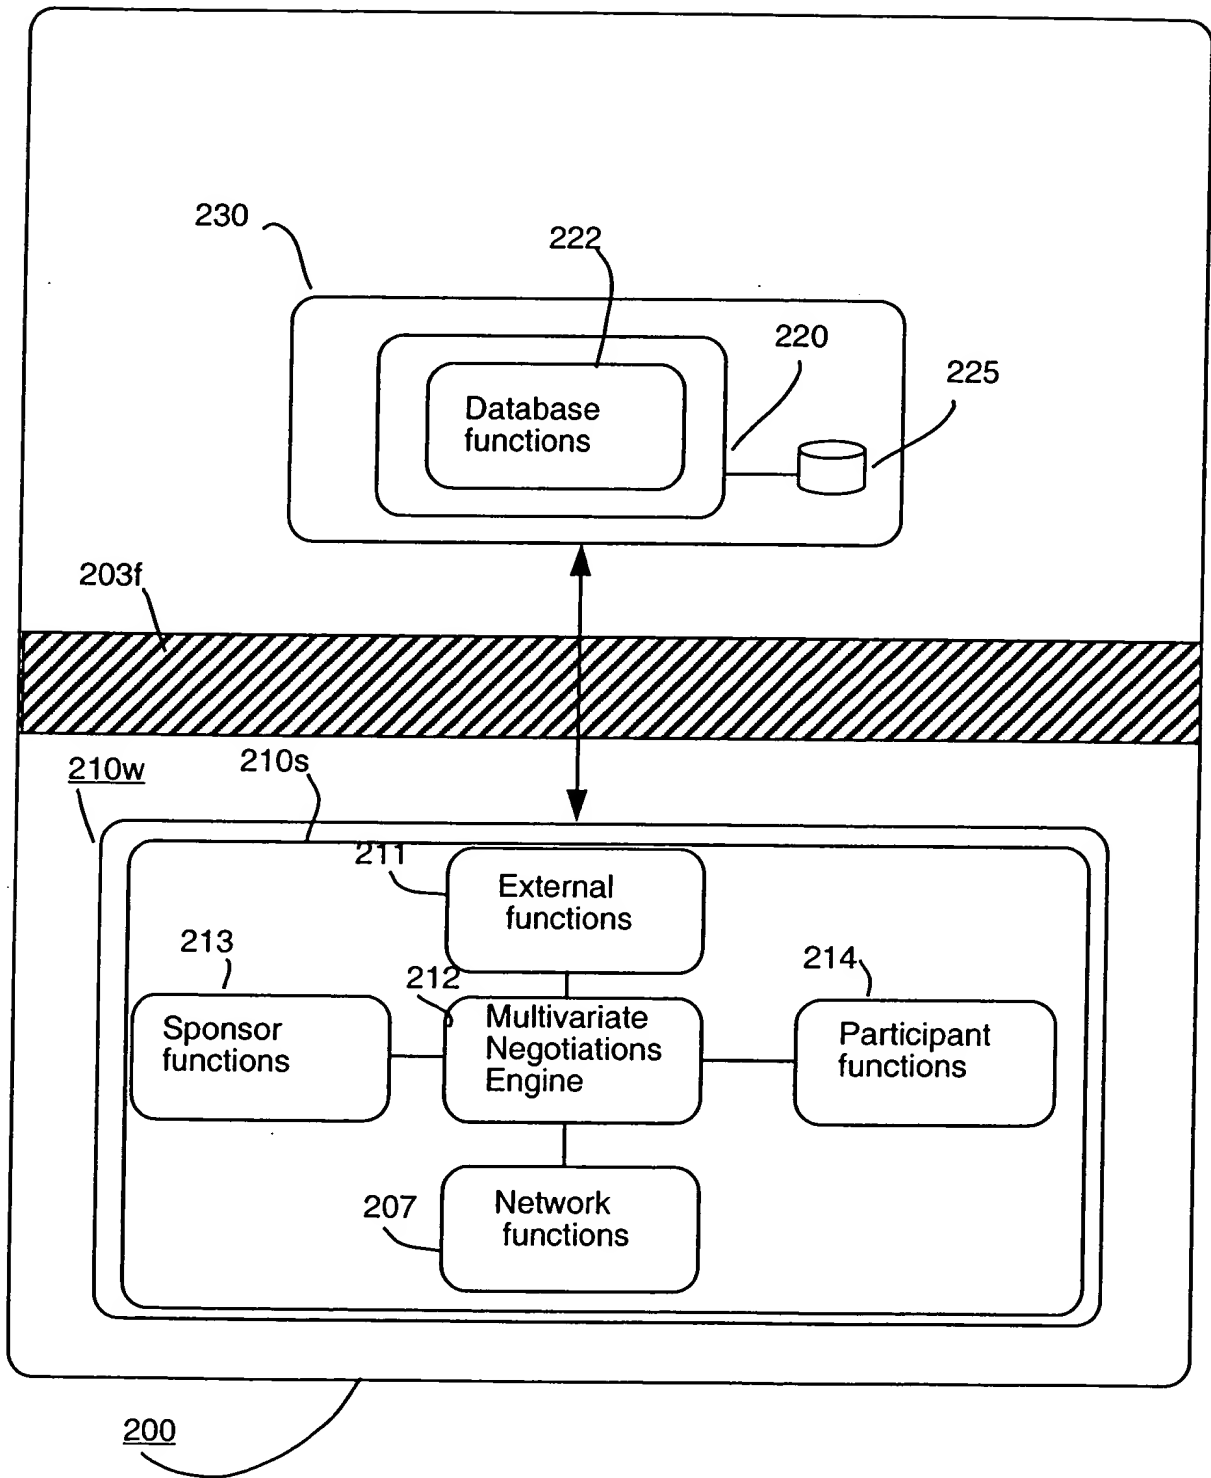 230
222
220
225
Database
functions
203f
210w
210s
211
External
functions
213
212
214
Sponsor
functions
Multivariate
Negotiations
Engine
Participant
functions
207
Network
functions
200